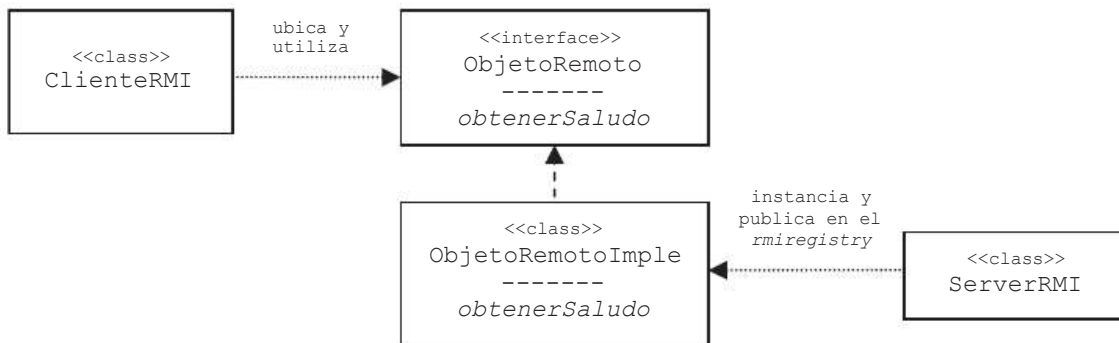 <<class>>
ClienteRMI
ubica y
utiliza
<<interface>>
ObjetoRemoto
-------
obtenerSaludo
<<class>>
ObjetoRemotoImple
-------
obtenerSaludo
instancia y
publica en el
rmiregistry
<<class>>
ServerRMI